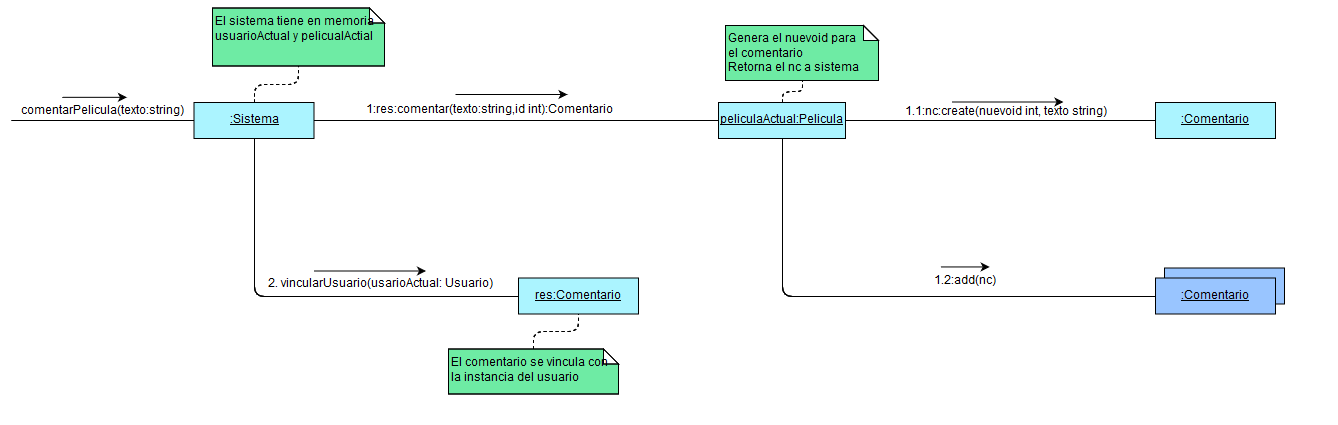 El sistema tiene en memoria
usuarioActual y pelicualActial
Genera el nuevoid para
el comentario
Retorna el nc a sistema
comentarPelicula(texto:string)
:Sistema
1:res:comentar(texto:string,id int):Comentario
peliculaActual:Pelicula
1.1:nc:create(nuevoid int, texto string)
:Comentario
2. vincularUsuario(usarioActual: Usuario)
res:Comentario
1.2:add(nc)
:Comentario
El comentario se vincula con
la instancia del usuario